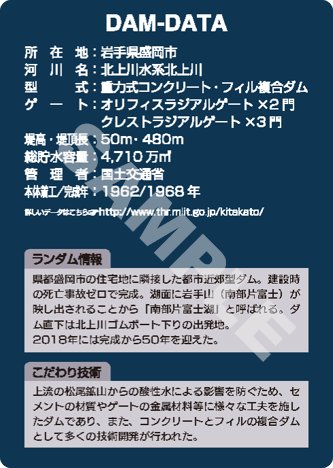 DAM-DATA
所在地：岩手県盛岡市
河川名：北上川水系北上川
型式：重力式コンクリート・フィル複合ダム
ゲート：オリフィスラジアルゲート×2門
クレストラジアルゲート×3門
堤高・堤頂長：50m・480m
総貯水容量：4,710万㎥
管理者：国土交通省
本体着工/完成年：1962/1968年
詳しいデータはこちら☞http://www.thr.mlit.go.jp/kitakato/
ランダム情報
県都盛岡市の住宅地に隣接した都市近郊型ダム。建設時
の死亡事故ゼロで完成。湖面に岩手山（南部片富士）が
映し出されることから「南部片富士湖」と呼ばれる。ダ
ム直下は北上川ゴムボート下りの出発地。
2018年には完成から50年を迎えた。
こだわり技術
上流の松尾鉱山からの酸性水による影響を防ぐため、セ
メントの材質やゲートの金属材料等に様々な工夫を施し
たダムであり、また、コンクリートとフィルの複合ダム
として多くの技術開発が行われた。
SAMPLE